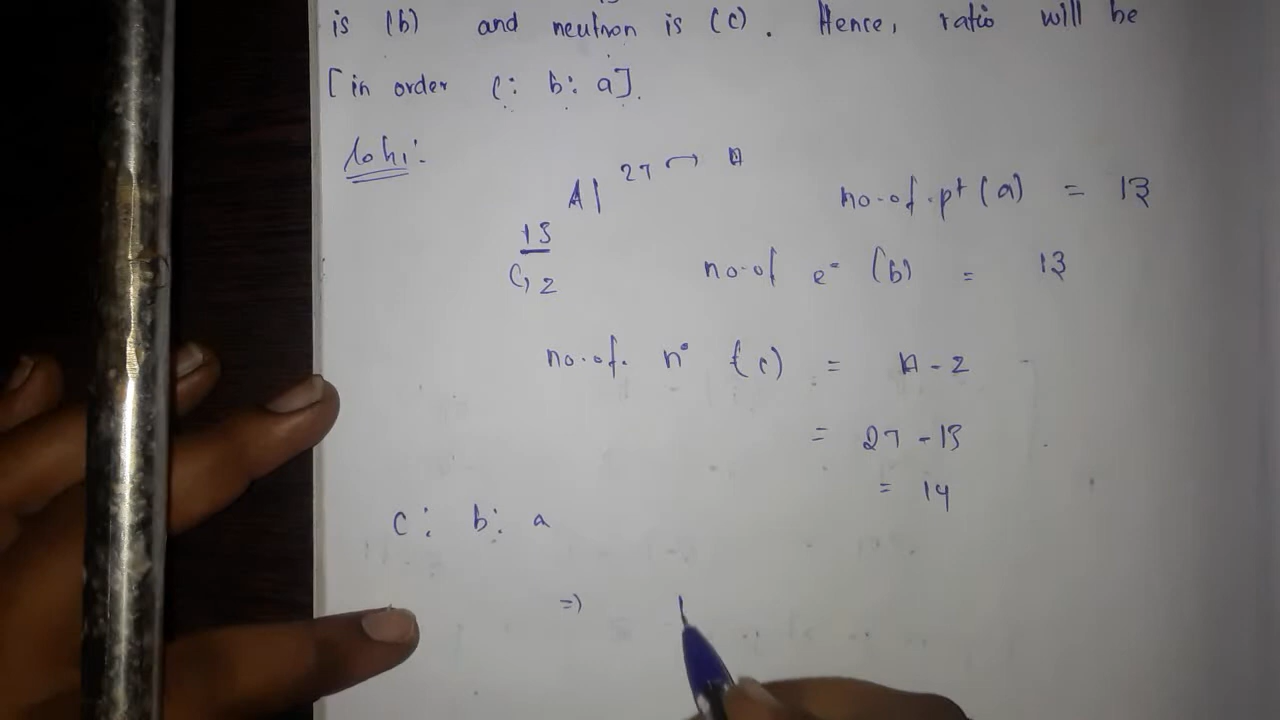 is (b) and neutron is (c). Hence, ratio will be
[in order c: b: a].
Al 27 → A
no. of. p+ (a) = 13
13
↳ Z
no. of e- (b) = 13
no. of. n° (c) = A - Z
= 27 - 13
= 14
c: b: a
=>